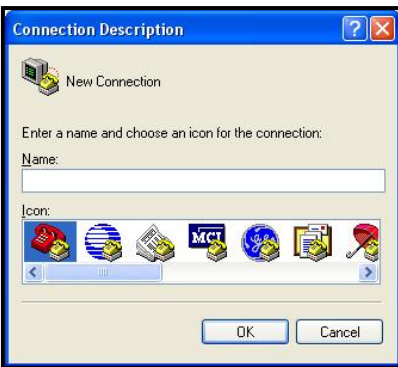 Connection Description
New Connection
Enter a name and choose an icon for the connection:
Name:
Icon:
MCI
OK
Cancel